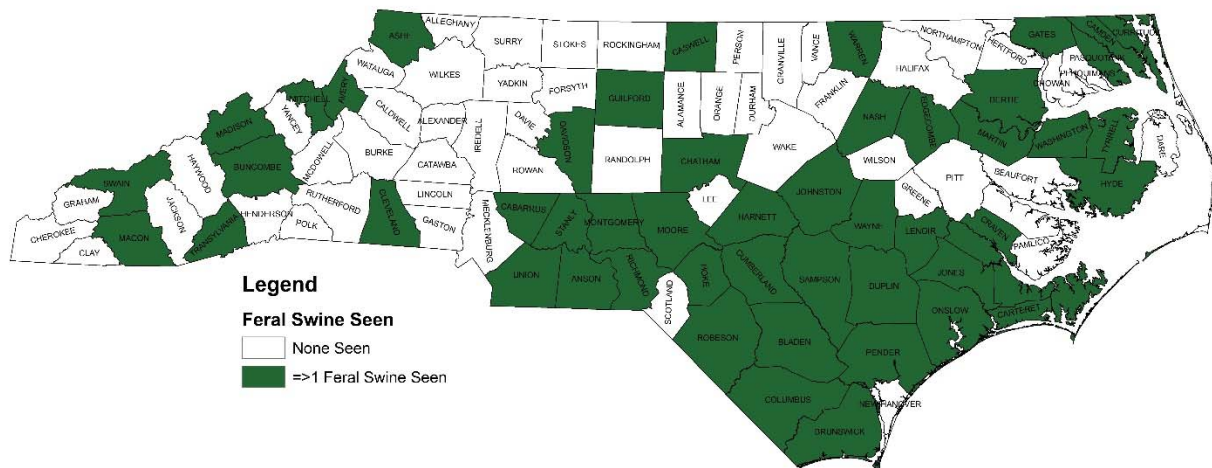 ALLEGHANY
ASHE
SURRY
STOKES
ROCKINGHAM
CASWELL
PERSON
GRANVILLE
VANCE
WARREN
NORTHAMPTON
HERTFORD
GATES
CAMDEN
CURRITUCK
WATAUGA
WILKES
YADKIN
FORSYTH
GUILFORD
ALAMANCE
ORANGE
DURHAM
FRANKLIN
HALIFAX
BERTIE
CHOWAN
PERQUIMANS
PASQUOTANK
MITCHELL
AVERY
YANCEY
CALDWELL
ALEXANDER
IREDELL
DAVIE
DAVIDSON
RANDOLPH
CHATHAM
WAKE
NASH
EDGECOMBE
MARTIN
WASHINGTON
TYRRELL
DARE
MADISON
BUNCOMBE
HAYWOOD
MCDOWELL
BURKE
CATAWBA
ROWAN
WILSON
PITT
BEAUFORT
HYDE
SWAIN
GRAHAM
JACKSON
HENDERSON
RUTHERFORD
CLEVELAND
LINCOLN
GASTON
MECKLENBURG
CABARRUS
STANLY
MONTGOMERY
MOORE
LEE
HARNETT
JOHNSTON
WAYNE
GREENE
LENOIR
CRAVEN
PAMLICO
CHEROKEE
CLAY
MACON
TRANSYLVANIA
POLK
UNION
ANSON
RICHMOND
SCOTLAND
HOKE
CUMBERLAND
SAMPSON
DUPLIN
JONES
ONSLOW
CARTERET
ROBESON
BLADEN
PENDER
COLUMBUS
NEW HANOVER
BRUNSWICK
Legend
Feral Swine Seen
None Seen
=>1 Feral Swine Seen